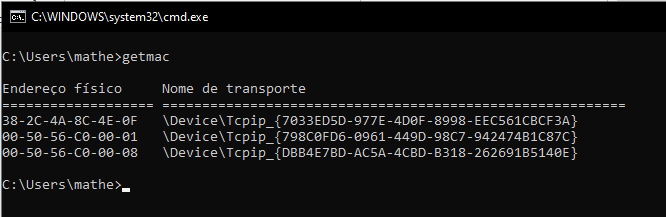 C:\WINDOWS\system32\cmd.exe
C:\Users\mathe>getmac
Endereço físico     Nome de transporte
=================== ==========================================================
38-2C-4A-8C-4E-0F   \Device\Tcpip_{7033ED5D-977E-4D0F-8998-EEC561CBCF3A}
00-50-56-C0-00-01   \Device\Tcpip_{798C0FD6-0961-449D-98C7-942474B1C87C}
00-50-56-C0-00-08   \Device\Tcpip_{DBB4E7BD-AC5A-4CBD-B318-262691B5140E}
C:\Users\mathe>